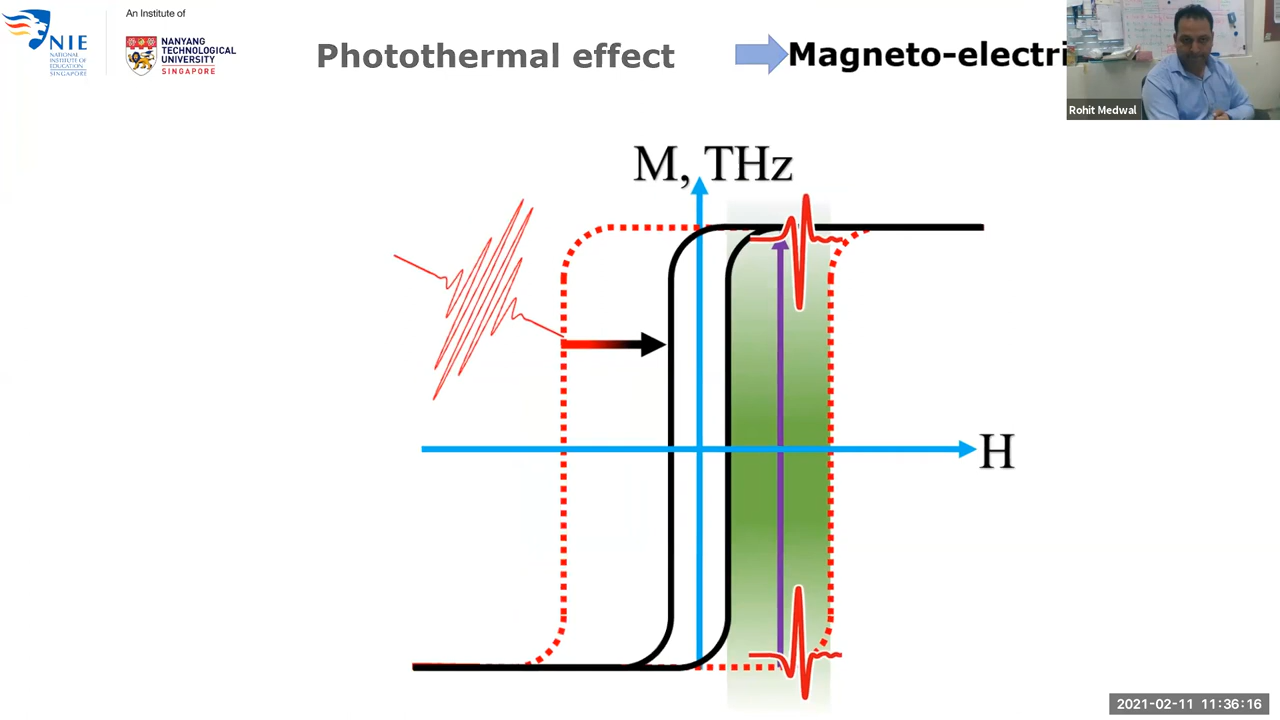 An Institute of
NIE
NATIONAL
INSTITUTE OF
EDUCATION
SINGAPORE
NANYANG
TECHNOLOGICAL
UNIVERSITY
SINGAPORE
Photothermal effect
Magneto-electri
Rohit Medwal
M, THz
H
2021-02-11 11:36:16